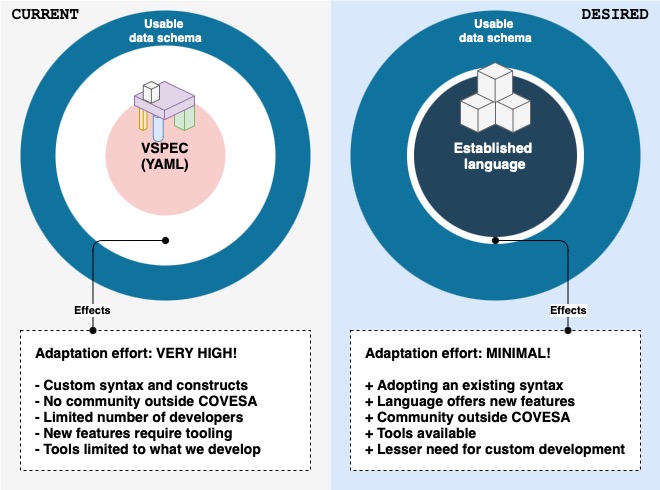 CURRENT
Usable
data schema
VSPEC
(YAML)
Effects
Adaptation effort: VERY HIGH!
- Custom syntax and constructs
- No community outside COVESA
- Limited number of developers
- New features require tooling
- Tools limited to what we develop
DESIRED
Usable
data schema
Established
language
Effects
Adaptation effort: MINIMAL!
+ Adopting an existing syntax
+ Language offers new features
+ Community outside COVESA
+ Tools available
+ Lesser need for custom development